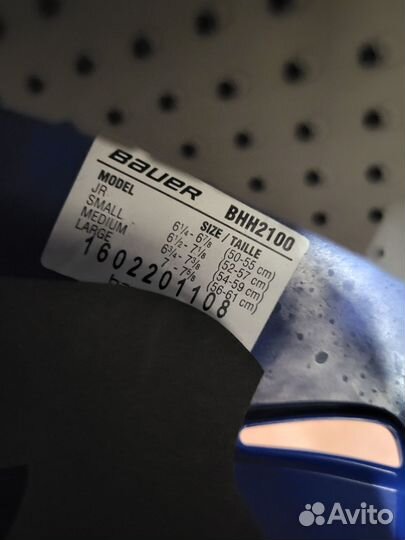 BAUER
MODEL SIZE / TAILLE BHH2100
JR 6¼ - 6⅞ (50-55 cm)
SMALL 6½ - 7⅛ (52-57 cm)
MEDIUM 6¾ - 7⅜ (54-59 cm)
LARGE 7 - 7⅝ (56-61 cm)
1602201108
Avito